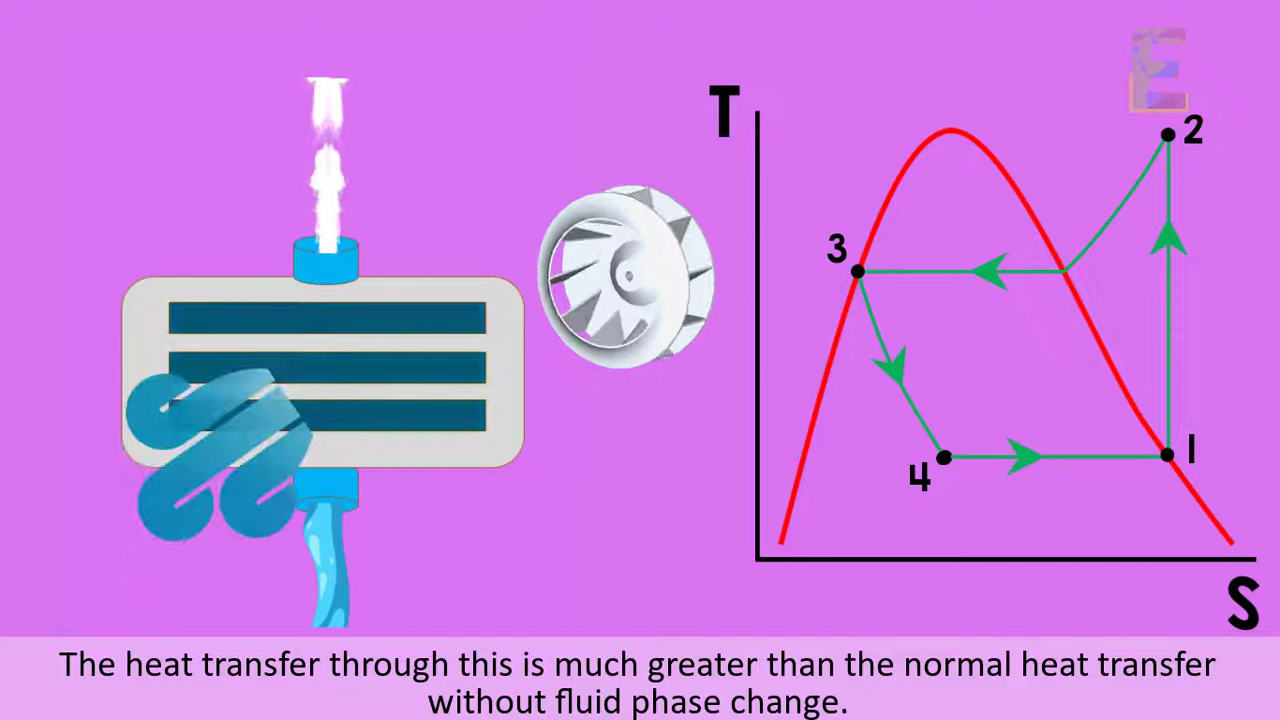 E
T
2
3
1
4
S
The heat transfer through this is much greater than the normal heat transfer
without fluid phase change.